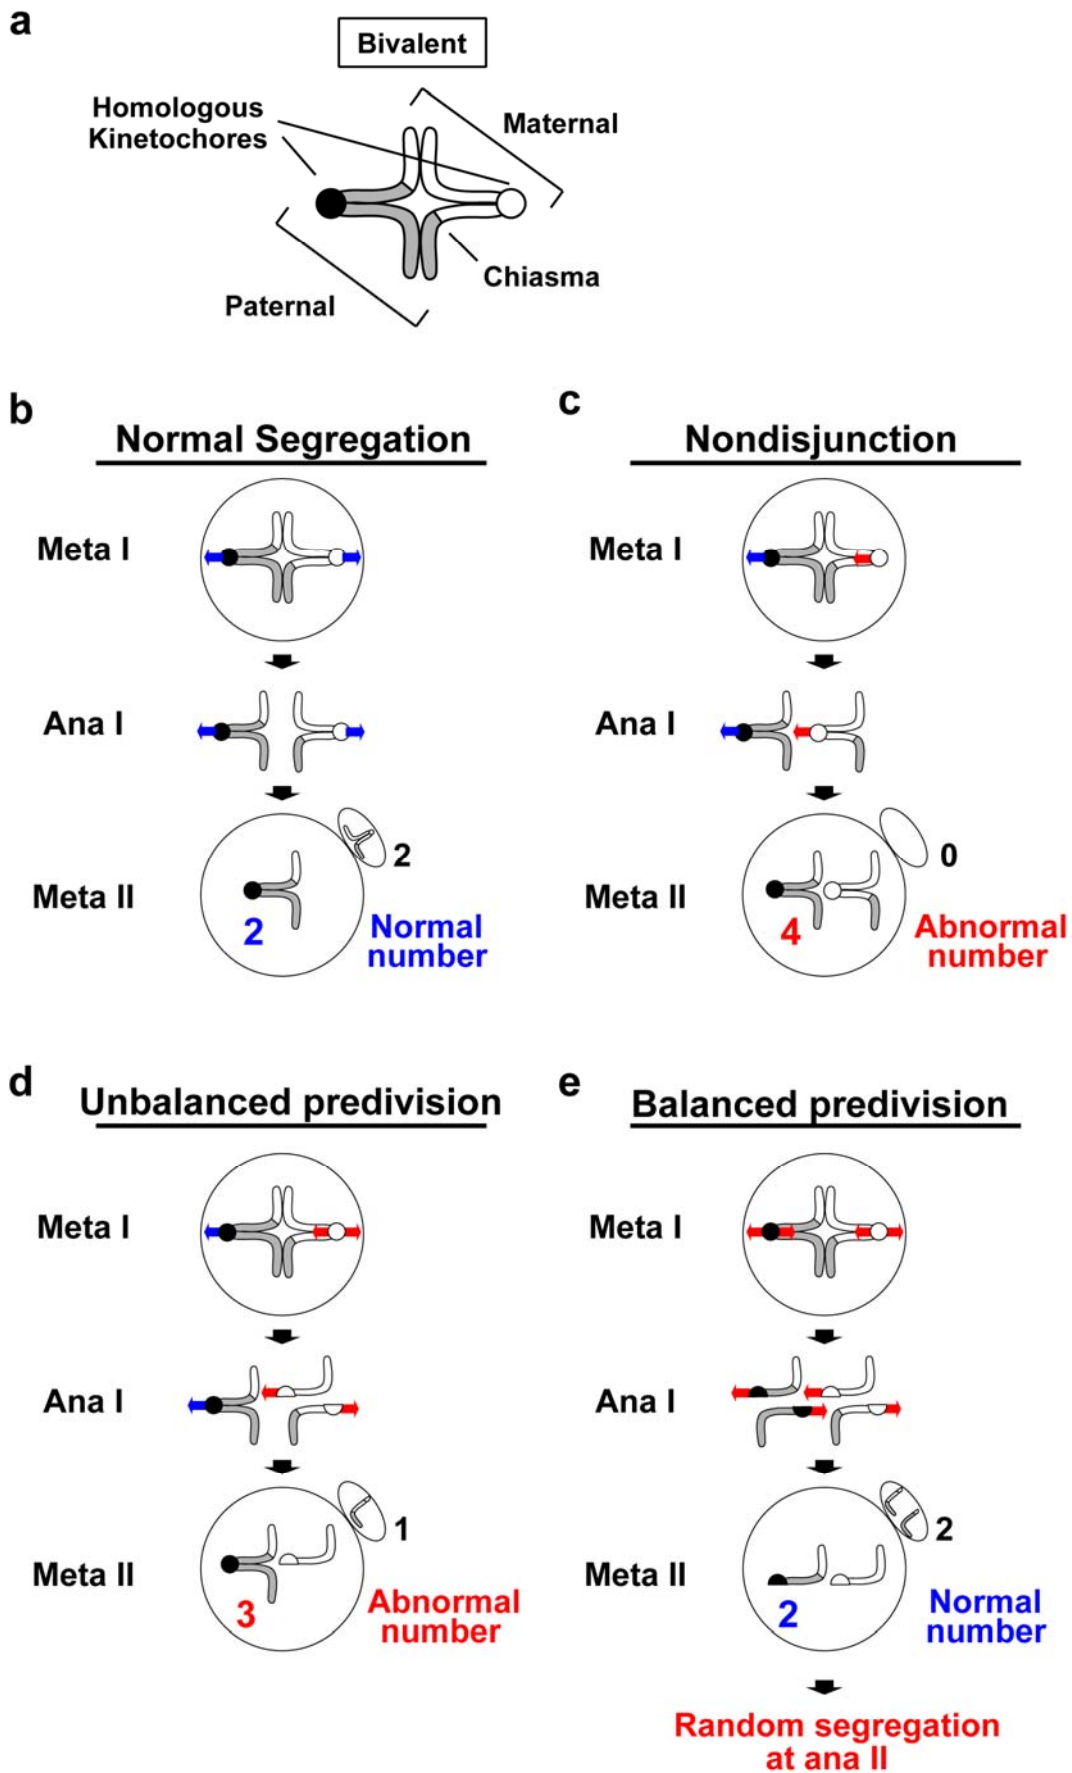 a
Bivalent
Homologous
Kinetochores
Maternal
Chiasma
Paternal
b
Normal Segregation
Meta I
Ana I
Meta II
2
2
Normal
number
c
Nondisjunction
Meta I
Ana I
Meta II
0
4
Abnormal
number
d
Unbalanced predivision
Meta I
Ana I
Meta II
1
3
Abnormal
number
e
Balanced predivision
Meta I
Ana I
Meta II
2
2
Normal
number
Random segregation
at ana II